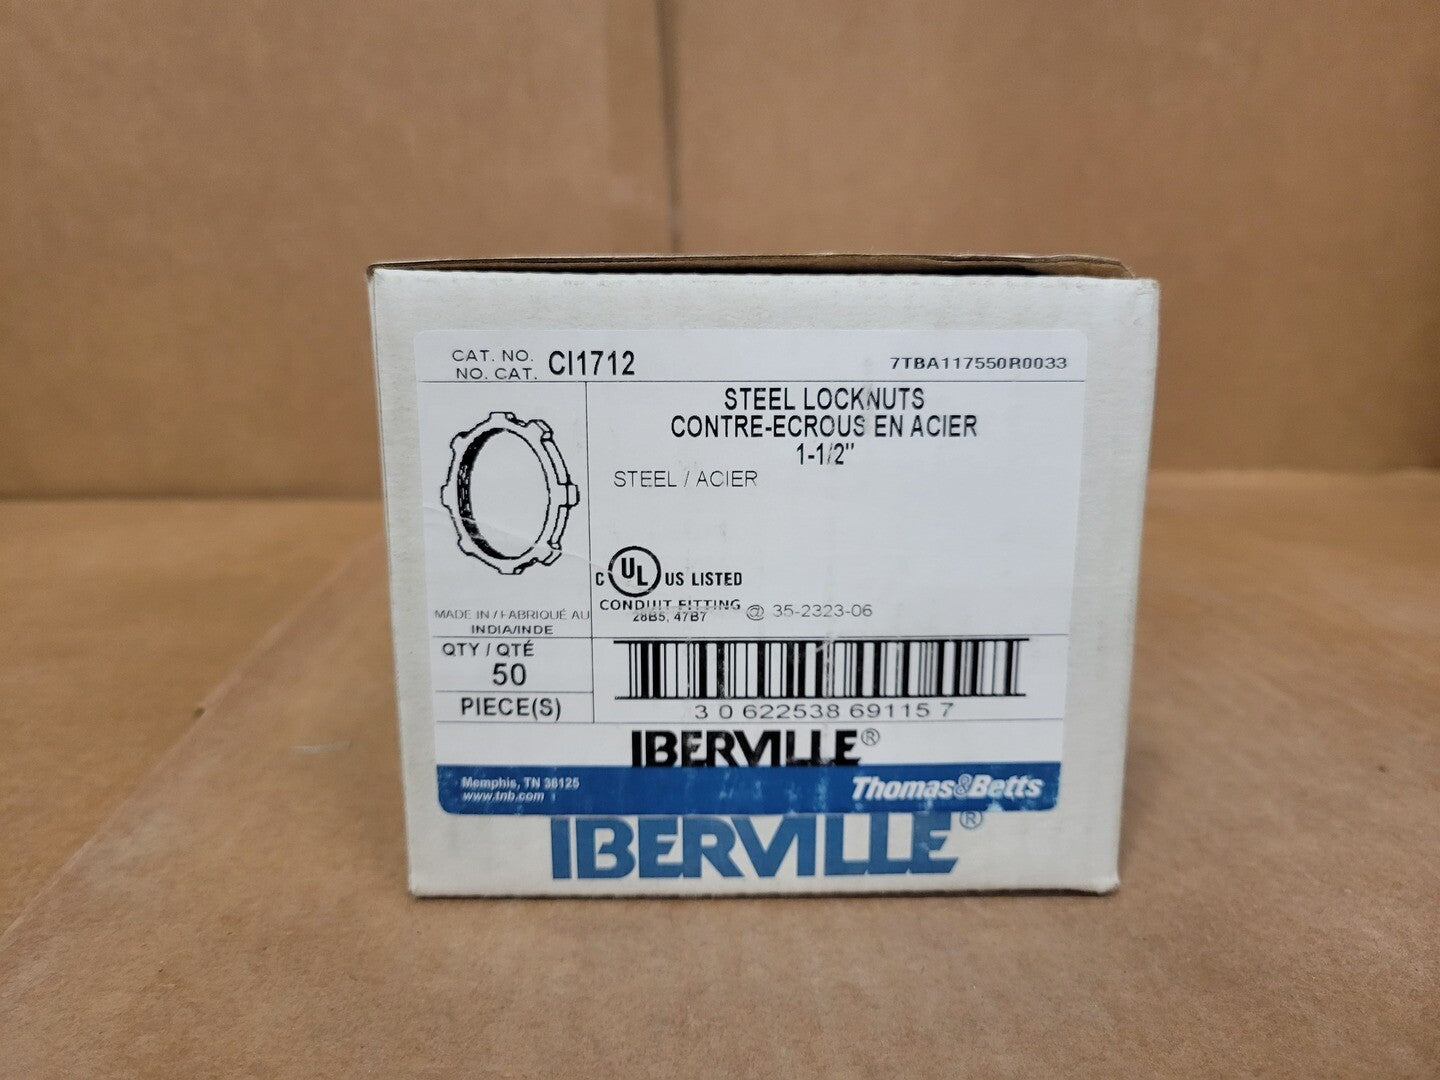 CAT. NO.
NO. CAT. CI1712
7TBA117550R0033
STEEL LOCKNUTS
CONTRE-ECROUS EN ACIER
1-1/2"
STEEL / ACIER
C UL US LISTED
CONDUIT FITTING
28B5, 47B7 @ 35-2323-06
MADE IN / FABRIQUÉ AU
INDIA/INDE
QTY / QTÉ
50
PIECE(S)
3 0 622538 69115 7
IBERVILLE®
Memphis, TN 38125
www.tnb.com
Thomas&Betts
IBERVILLE®